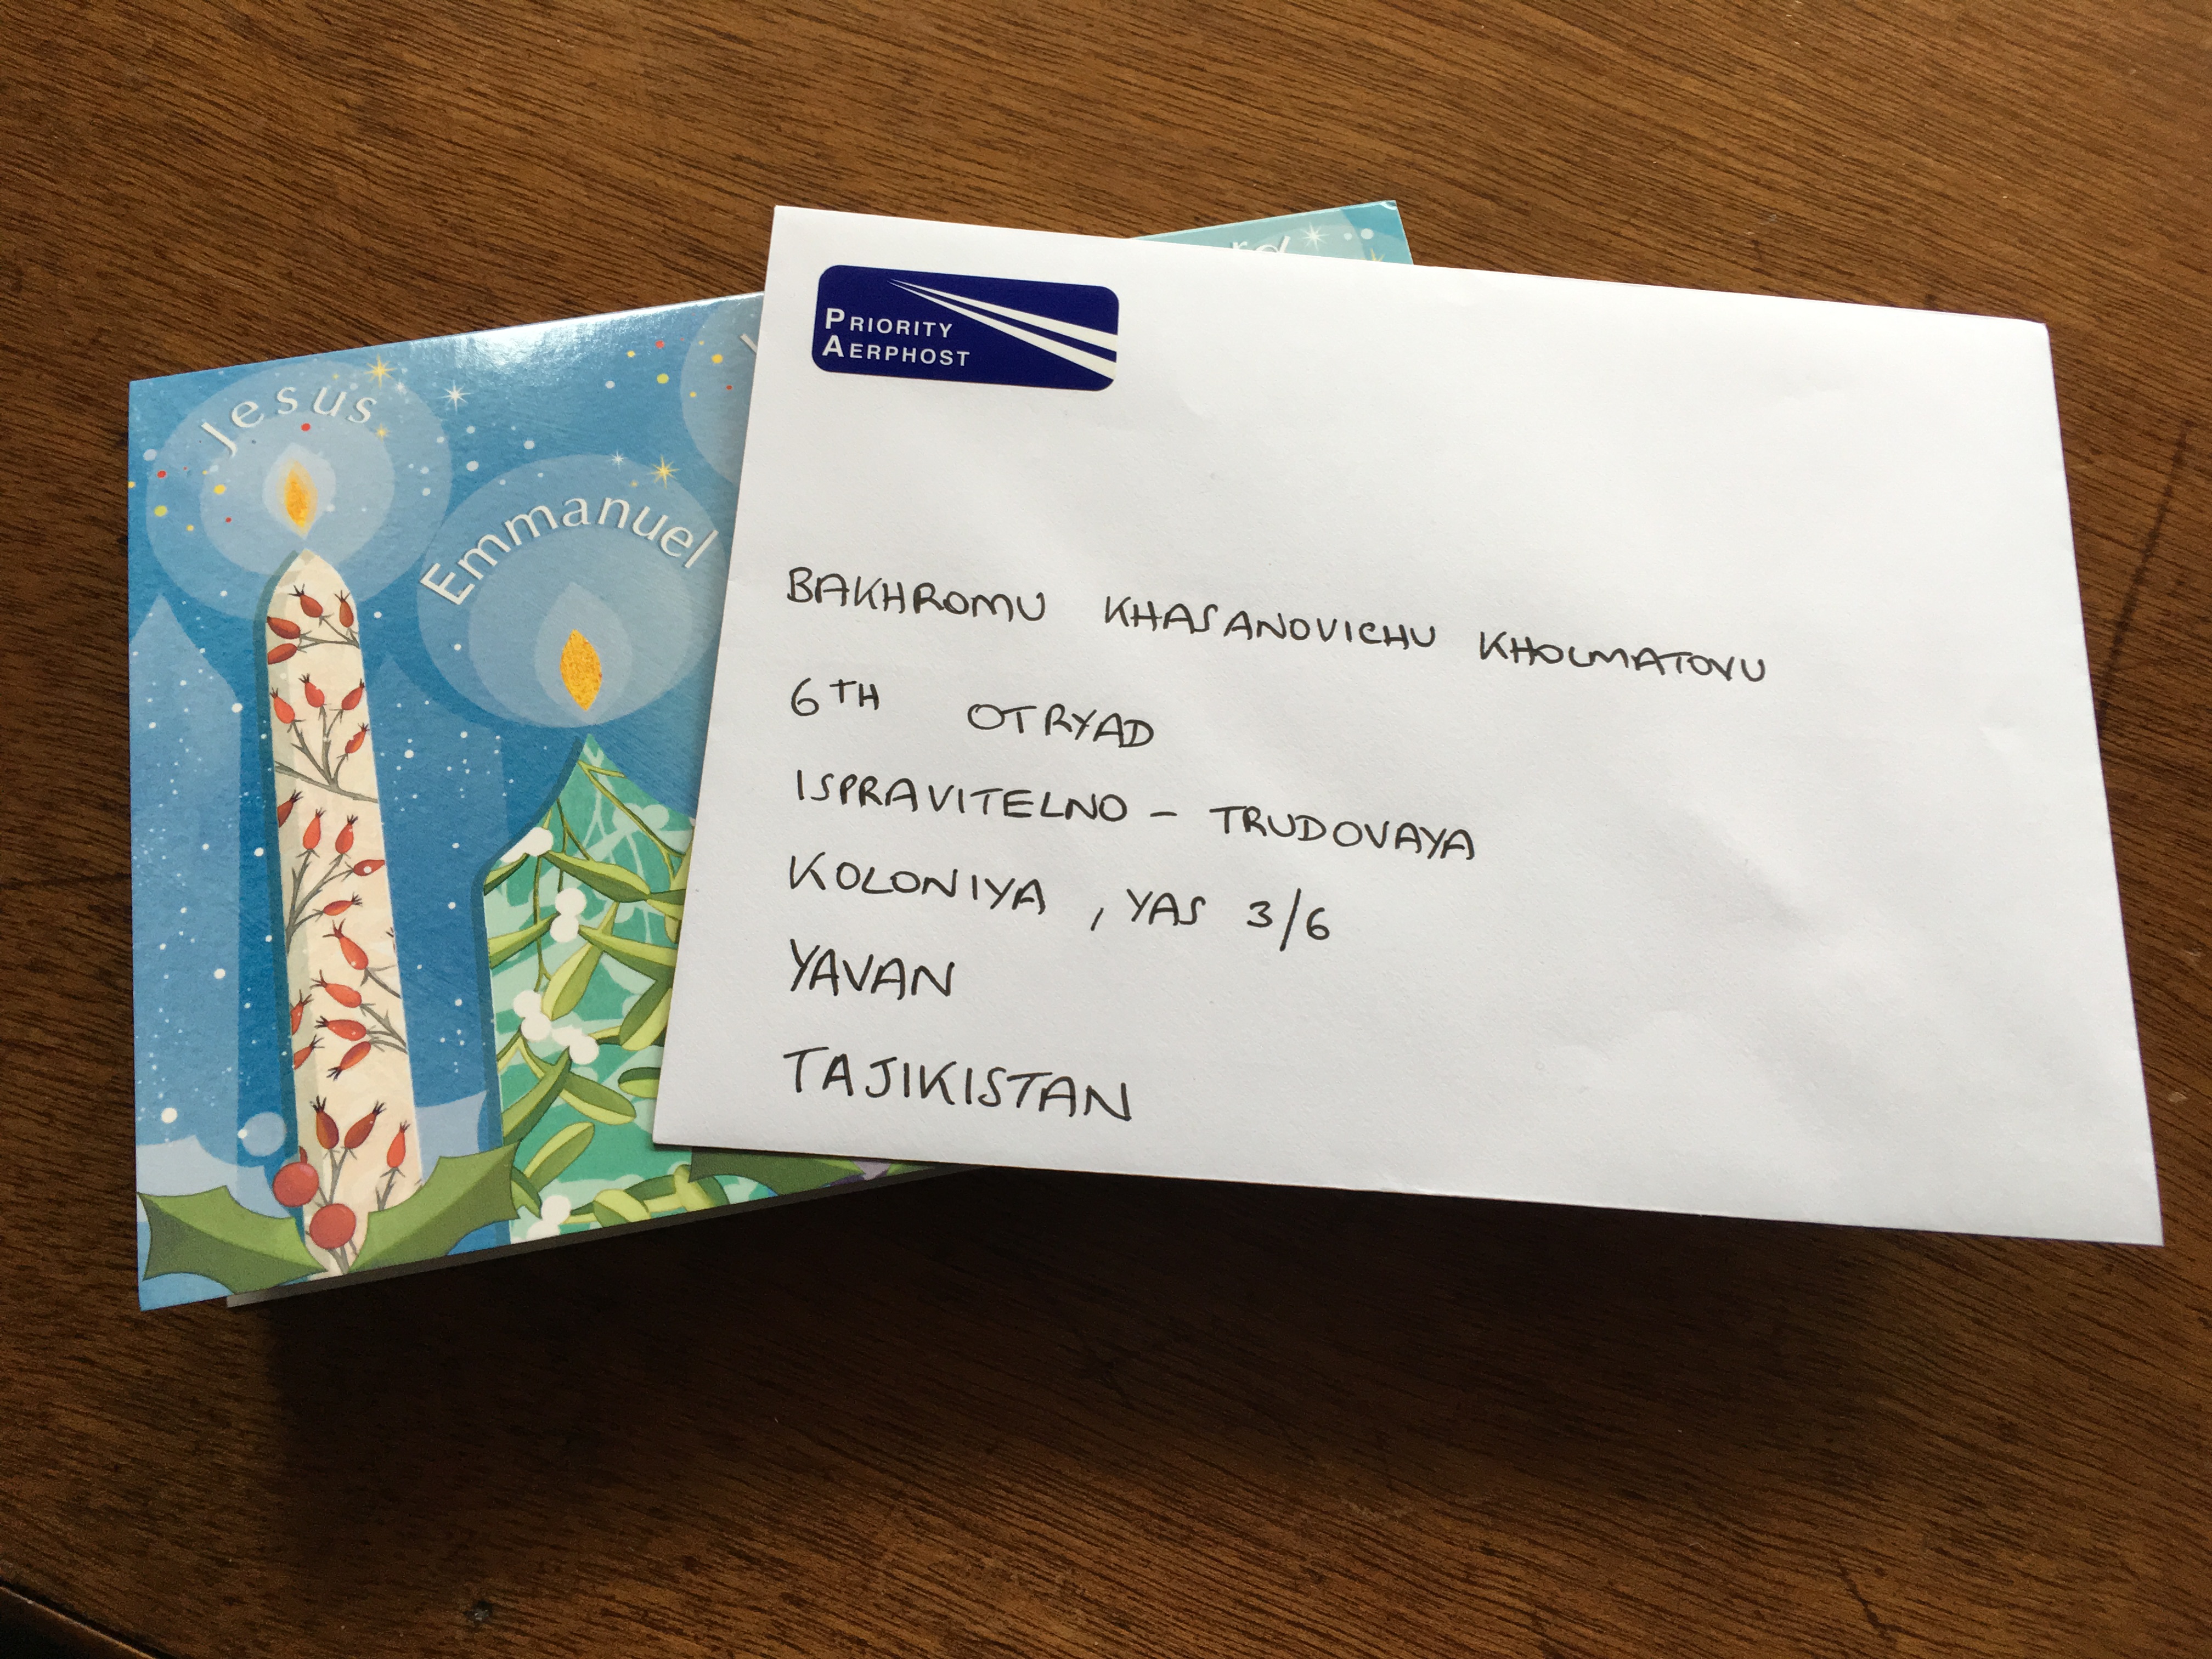 Jesus
Emmanuel
PRIORITY
AERPHOST
BAKHROMU KHASANOVICHU KHOLMATOVU
6TH OTRYAD
ISPRAVITELNO - TRUDOVAYA
KOLONIYA , YAS 3/6
YAVAN
TAJIKISTAN